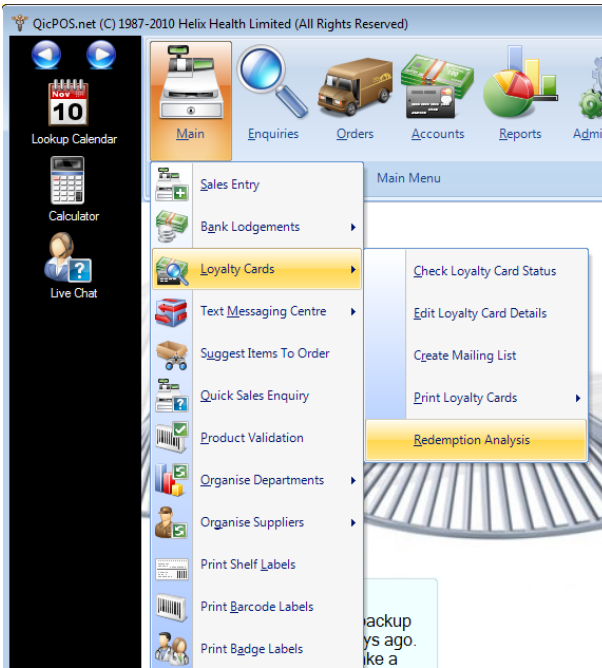 QicPOS.net (C) 1987-2010 Helix Health Limited (All Rights Reserved)
Nov
10
Lookup Calendar
Calculator
Live Chat
Main
Enquiries
Orders
Accounts
Reports
Main Menu
Sales Entry
Bank Lodgements
Loyalty Cards
Text Messaging Centre
Suggest Items To Order
Quick Sales Enquiry
Product Validation
Organise Departments
Organise Suppliers
Print Shelf Labels
Print Barcode Labels
Print Badge Labels
Check Loyalty Card Status
Edit Loyalty Card Details
Create Mailing List
Print Loyalty Cards
Redemption Analysis
ago.
a